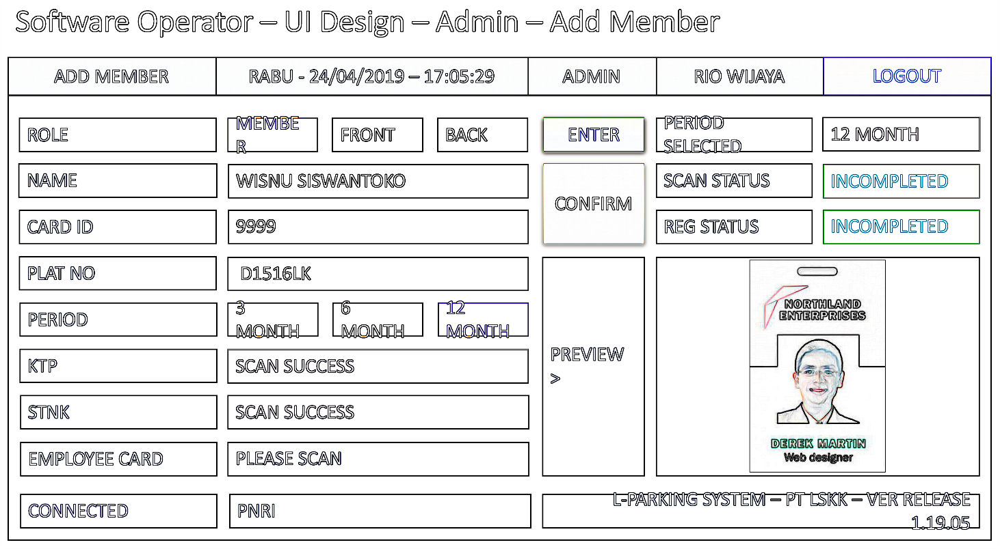 Software Operator – UI Design – Admin – Add Member
ADD MEMBER
RABU - 24/04/2019 – 17:05:29
ADMIN
RIO WIJAYA
LOGOUT
ROLE
MEMBE
R
FRONT
BACK
ENTER
PERIOD
SELECTED
12 MONTH
NAME
WISNU SISWANTOKO
CONFIRM
SCAN STATUS
INCOMPLETED
CARD ID
9999
REG STATUS
INCOMPLETED
PLAT NO
D1516LK
PERIOD
3
MONTH
6
MONTH
12
MONTH
KTP
SCAN SUCCESS
STNK
SCAN SUCCESS
EMPLOYEE CARD
PLEASE SCAN
PREVIEW
>
NORTHLAND
ENTERPRISES
DEREK MARTIN
Web designer
CONNECTED
PNRI
L-PARKING SYSTEM – PT LSKK – VER RELEASE
1.19.05